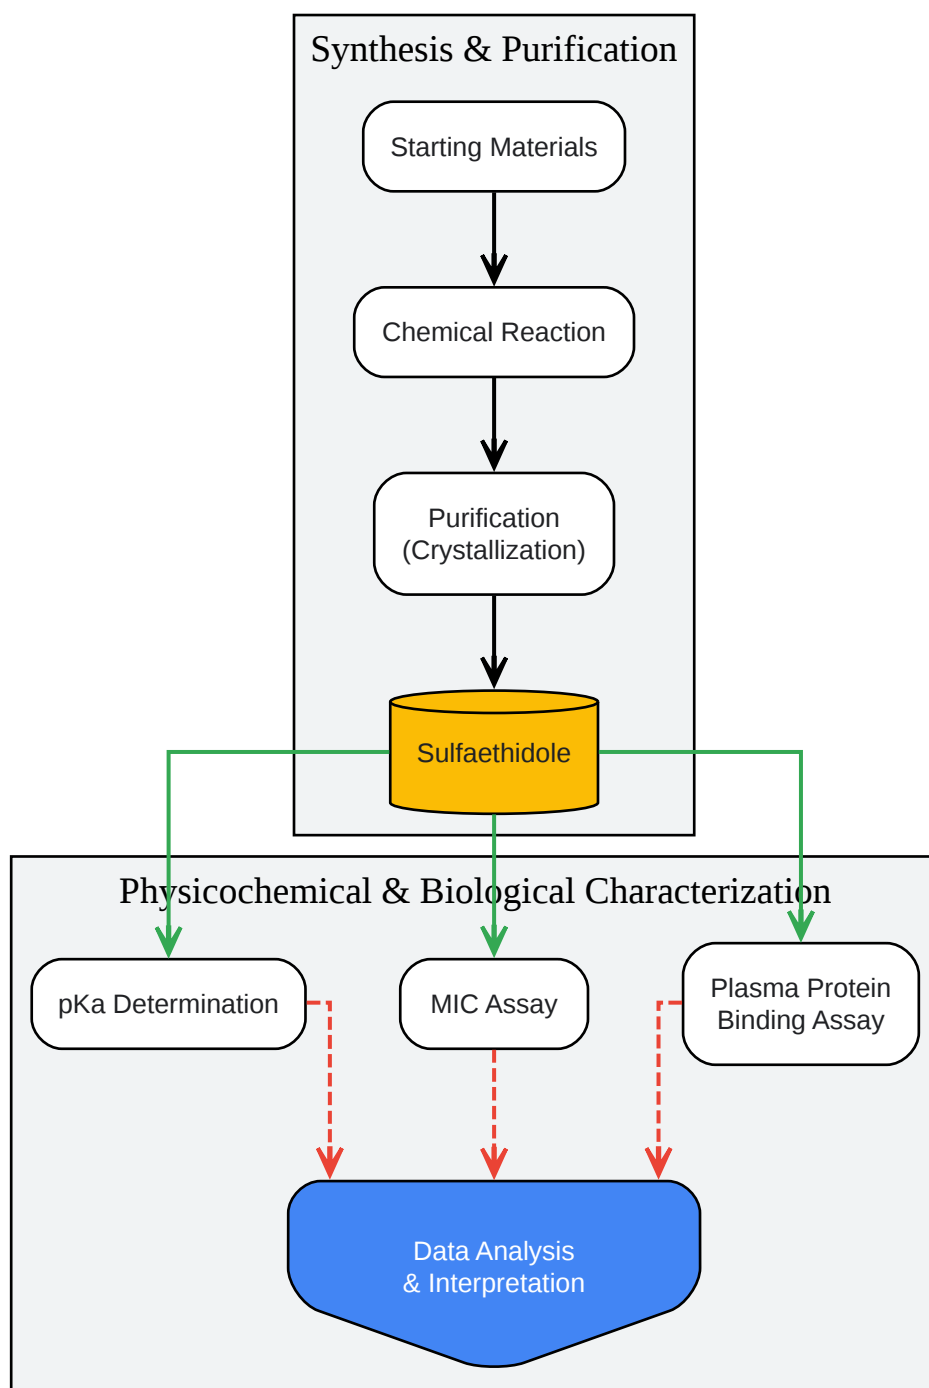 Synthesis & Purification
Starting Materials
Chemical Reaction
Purification
(Crystallization)
Sulfaethidole
Physicochemical & Biological Characterization
pKa Determination
MIC Assay
Plasma Protein
Binding Assay
Data Analysis
& Interpretation